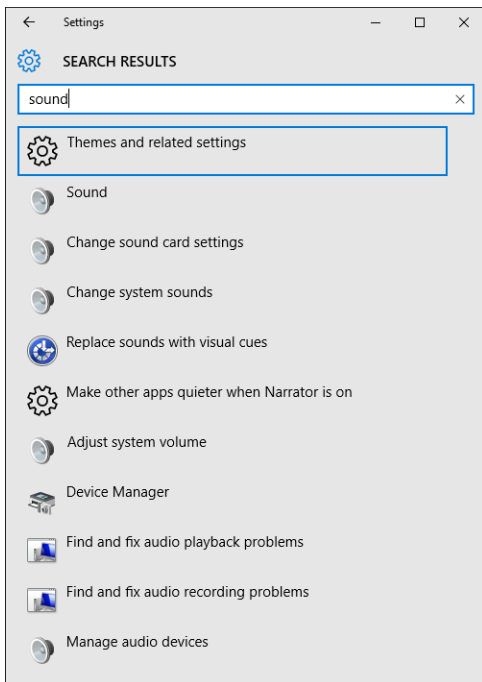 Settings
SEARCH RESULTS
sound
Themes and related settings
Sound
Change sound card settings
Change system sounds
Replace sounds with visual cues
Make other apps quieter when Narrator is on
Adjust system volume
Device Manager
Find and fix audio playback problems
Find and fix audio recording problems
Manage audio devices